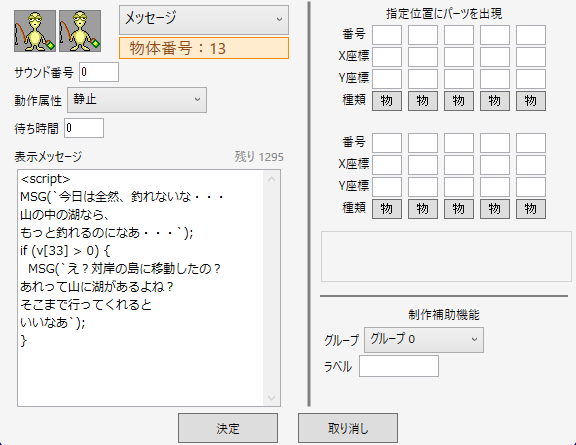 メッセージ
物体番号：13
サウンド番号 0
動作属性 静止
待ち時間 0
表示メッセージ 残り 1295
<script>
MSG(`今日は全然、釣れないな・・・
山の中の湖なら、
もっと釣れるのになあ・・・`);
if (v[33] > 0) {
  MSG(`え？対岸の島に移動したの？
あれって山に湖があるよね？
そこまで行ってくれると
いいなあ`);
}
指定位置にパーツを出現
番号
X座標
Y座標
種類 物 物 物 物 物
番号
X座標
Y座標
種類 物 物 物 物 物
制作補助機能
グループ グループ 0
ラベル
決定 取り消し